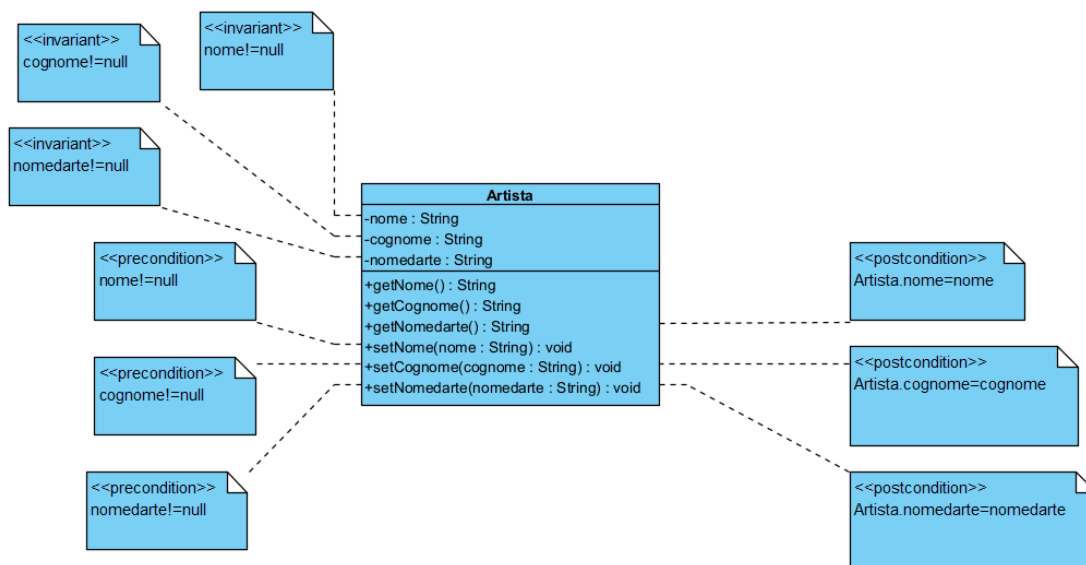 <<invariant>>
cognome!=null
<<invariant>>
nome!=null
<<invariant>>
nomedarte!=null
Artista
-nome : String
-cognome : String
-nomedarte : String
+getNome() : String
+getCognome() : String
+getNomedarte() : String
+setNome(nome : String) : void
+setCognome(cognome : String) : void
+setNomedarte(nomedarte : String) : void
<<precondition>>
nome!=null
<<precondition>>
cognome!=null
<<precondition>>
nomedarte!=null
<<postcondition>>
Artista.nome=nome
<<postcondition>>
Artista.cognome=cognome
<<postcondition>>
Artista.nomedarte=nomedarte